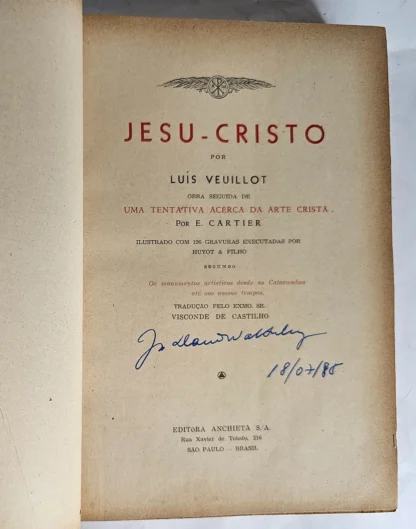 JESU-CRISTO
POR
LUÍS VEUILLOT
OBRA SEGUIDA DE
UMA TENTATIVA ACERCA DA ARTE CRISTÃ
POR E. CARTIER
ILUSTRADO COM 126 GRAVURAS EXECUTADAS POR
HUYOT & FILHO
SEGUNDO
Os monumentos artísticos desde as Catacumbas
até aos nossos tempos.
TRADUÇÃO PELO EXMO. SR.
VISCONDE DE CASTILHO
18/07/85
EDITORA ANCHIETA S/A.
Rua Xavier de Toledo, 216
SÃO PAULO - BRASIL